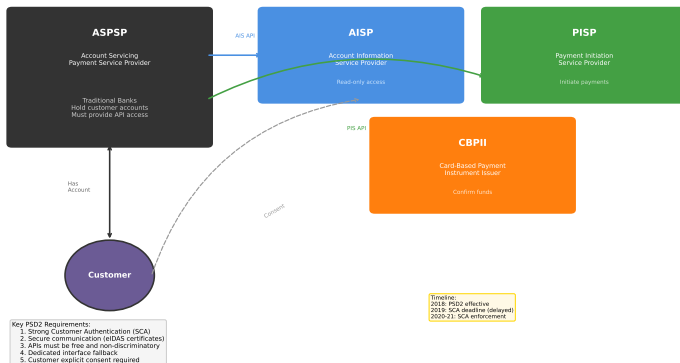 ASPSP
Account Servicing
Payment Service Provider
Traditional Banks
Hold customer accounts
Must provide API access
AIS API
AISP
Account Information
Service Provider
Read-only access
PISP
Payment Initiation
Service Provider
Initiate payments
PIS API
CBPII
Card-Based Payment
Instrument Issuer
Confirm funds
Has
Account
Consent
Customer
Timeline:
2018: PSD2 effective
2019: SCA deadline (delayed)
2020-21: SCA enforcement
Key PSD2 Requirements:
1. Strong Customer Authentication (SCA)
2. Secure communication (eIDAS certificates)
3. APIs must be free and non-discriminatory
4. Dedicated interface fallback
5. Customer explicit consent required